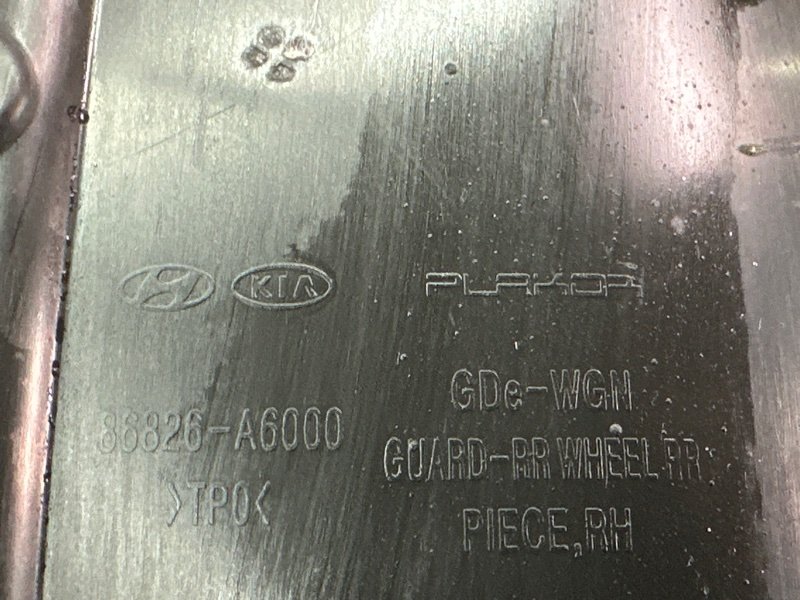 KIA PLAKOR
GDe-WGN
86826-A6000
GUARD-RR WHEEL RR
>TPO<
PIECE,RH